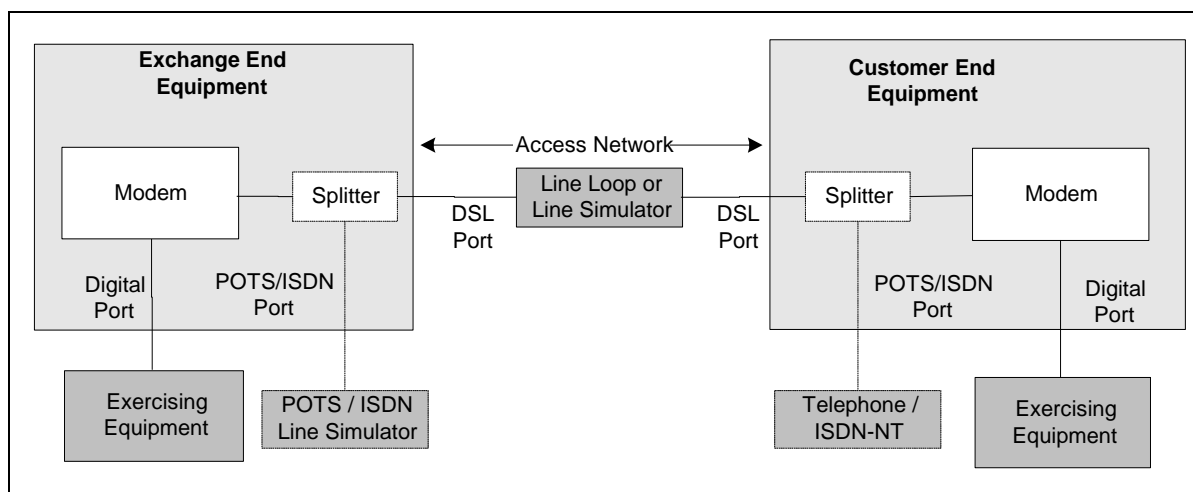 Exchange End
Equipment
Customer End
Equipment
Access Network
Modem
Splitter
Line Loop or
Line Simulator
Splitter
Modem
DSL
Port
DSL
Port
Digital
Port
POTS/ISDN
Port
POTS/ISDN
Port
Digital
Port
Exercising
Equipment
POTS / ISDN
Line Simulator
Telephone /
ISDN-NT
Exercising
Equipment